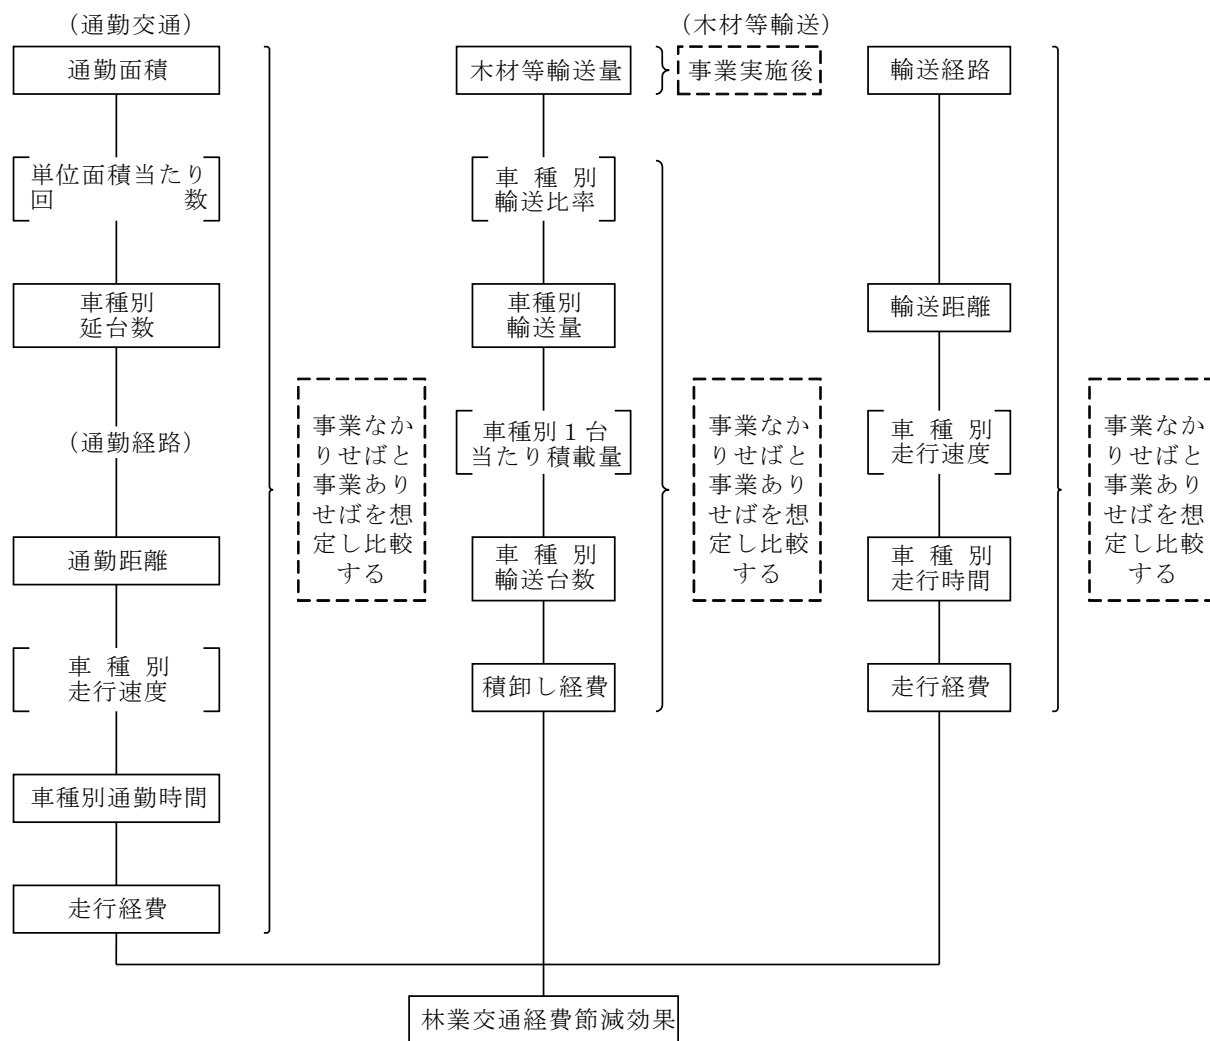 （通勤交通）
通勤面積
単位面積当たり
回数
車種別
延台数
（通勤経路）
通勤距離
車種別
走行速度
車種別通勤時間
走行経費
事業なか
りせばと
事業あり
せばを想
定し比較
する
（木材等輸送）
木材等輸送量
事業実施後
車種別
輸送比率
車種別
輸送量
車種別１台
当たり積載量
車種別
輸送台数
積卸し経費
事業なか
りせばと
事業あり
せばを想
定し比較
する
輸送経路
輸送距離
車種別
走行速度
車種別
走行時間
走行経費
事業なか
りせばと
事業あり
せばを想
定し比較
する
林業交通経費節減効果